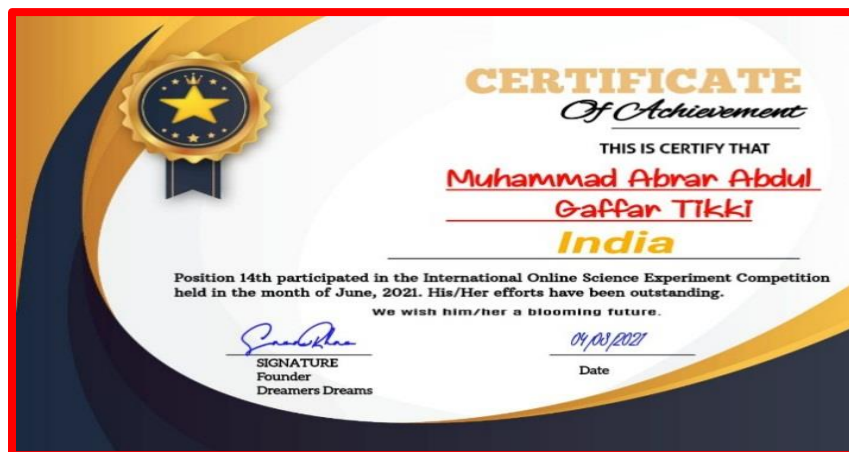 CERTIFICATE
Of Achievement
THIS IS CERTIFY THAT
Muhammad Abrar Abdul
Gaffar Tikki
India
Position 14th participated in the International Online Science Experiment Competition
held in the month of June, 2021. His/Her efforts have been outstanding.
We wish him/her a blooming future.
04/08/2021
SIGNATURE
Founder
Dreamers Dreams
Date